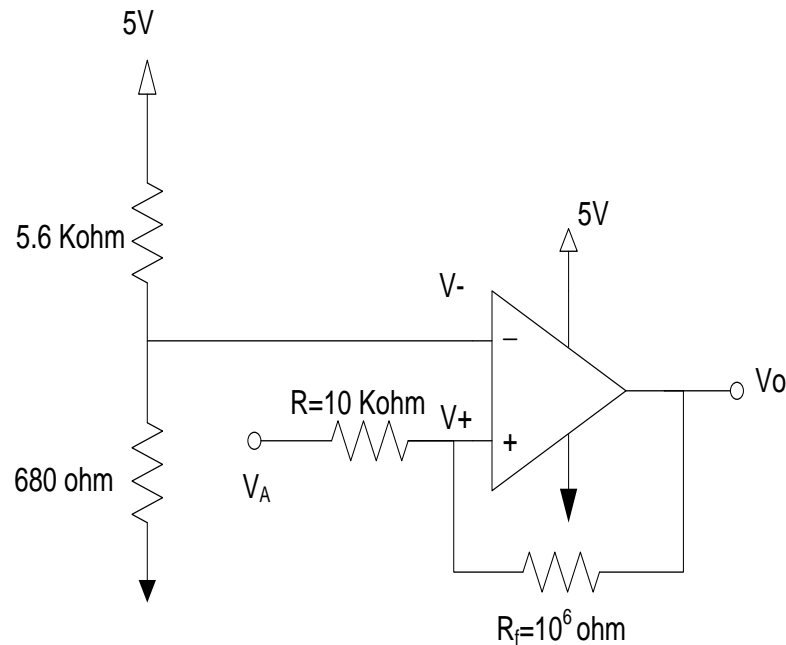 5V
5.6 Kohm
680 ohm
5V
V-
−
R=10 Kohm
V+
+
V_A
Vo
R_f=10^6 ohm